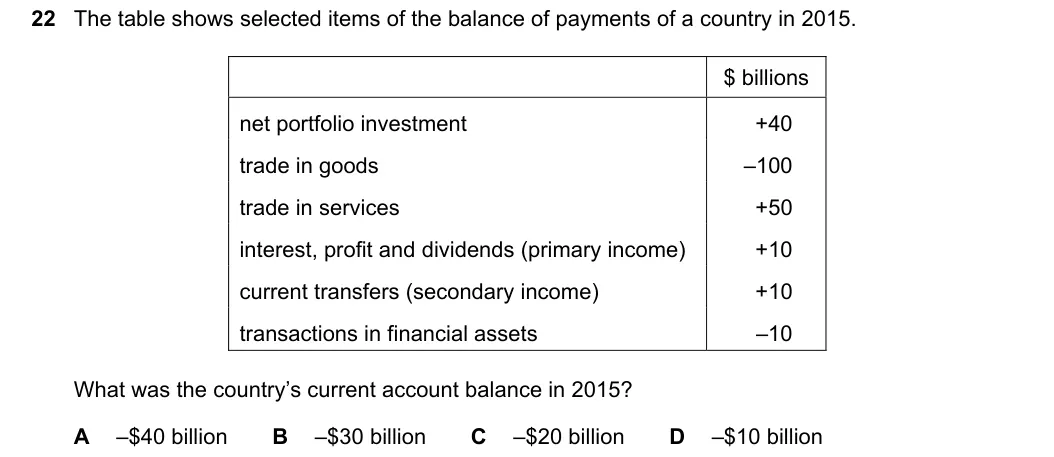 22 The table shows selected items of the balance of payments of a country in 2015.
$ billions
net portfolio investment +40
trade in goods –100
trade in services +50
interest, profit and dividends (primary income) +10
current transfers (secondary income) +10
transactions in financial assets –10
What was the country’s current account balance in 2015?
A –$40 billion B –$30 billion C –$20 billion D –$10 billion